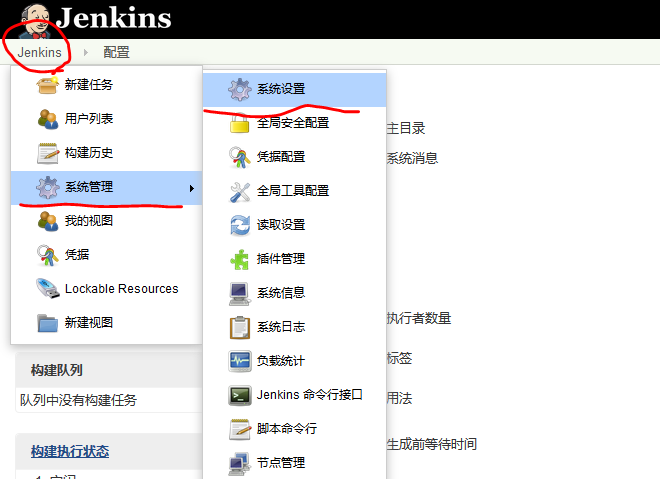 Jenkins
Jenkins 配置
新建任务
用户列表
构建历史
系统管理
我的视图
凭据
Lockable Resources
新建视图
系统设置
全局安全配置
凭据配置
全局工具配置
读取设置
插件管理
系统信息
系统日志
负载统计
Jenkins 命令行接口
脚本命令行
节点管理
主目录
系统消息
执行者数量
标签
用法
生成前等待时间
构建队列
队列中没有构建任务
构建执行状态